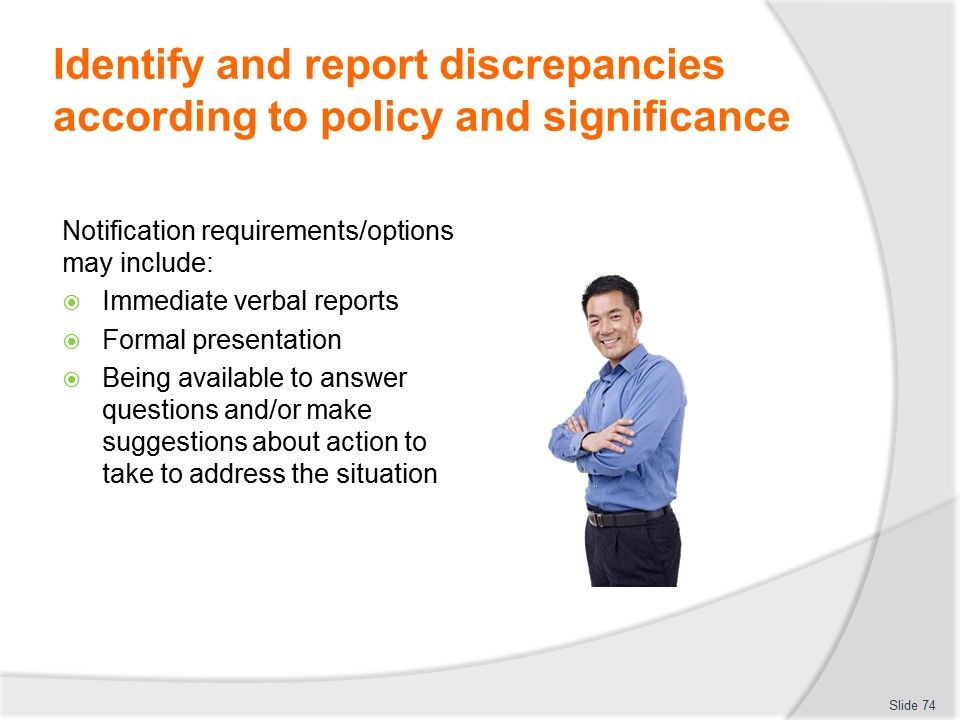 Identify and report discrepancies
according to policy and significance
Notification requirements/options
may include:
Immediate verbal reports
Formal presentation
Being available to answer
questions and/or make
suggestions about action to
take to address the situation
Slide 74